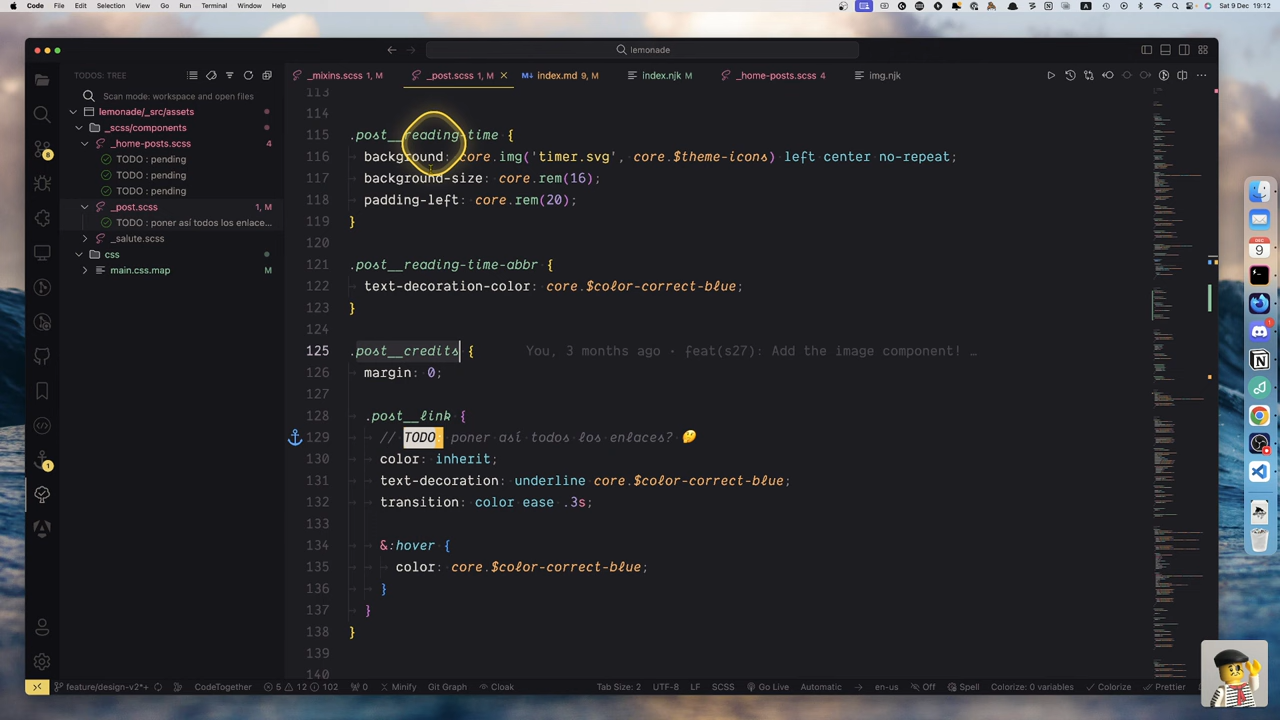 Code File Edit Selection View Go Run Terminal Window Help Sat 9 Dec 19:12
lemonade
TODOS: TREE
_mixins.scss 1, M
_post.scss 1, M
index.md 9, M
index.njk M
_home-posts.scss 4
img.njk
Scan mode: workspace and open files
lemonade/_src/assets
_scss/components
_home-posts.scss 4
TODO : pending
TODO : pending
TODO : pending
_post.scss 1, M
TODO : poner así todos los enlace...
_salute.scss
css
main.css.map M
113
114
115 .post__reading-time {
116 background: core.img('timer.svg', core.$theme-icons) left center no-repeat;
117 background-size: core.rem(16);
118 padding-left: core.rem(20);
119 }
120
121 .post__reading-time-abbr {
122 text-decoration-color: core.$color-correct-blue;
123 }
124
125 .post__credits { You, 3 months ago • feat(227): Add the image component! …
126 margin: 0;
127
128 .post__link {
129 // TODO: así todos los enlaces? 🤔
130 color: inherit;
131 text-decoration: underline core.$color-correct-blue;
132 transition: color ease .3s;
133
134 &:hover {
135 color: core.$color-correct-blue
136 }
137 }
138 }
139
140
8
1
DEC
9
1
feature/design-v2*+ CodeTogether 5 12 102 0 Minify Git Graph Cloak Tab Size: 2 UTF-8 LF SCSS Go Live Automatic en-us Off Spell Colorize: 0 variables Colorize Prettier